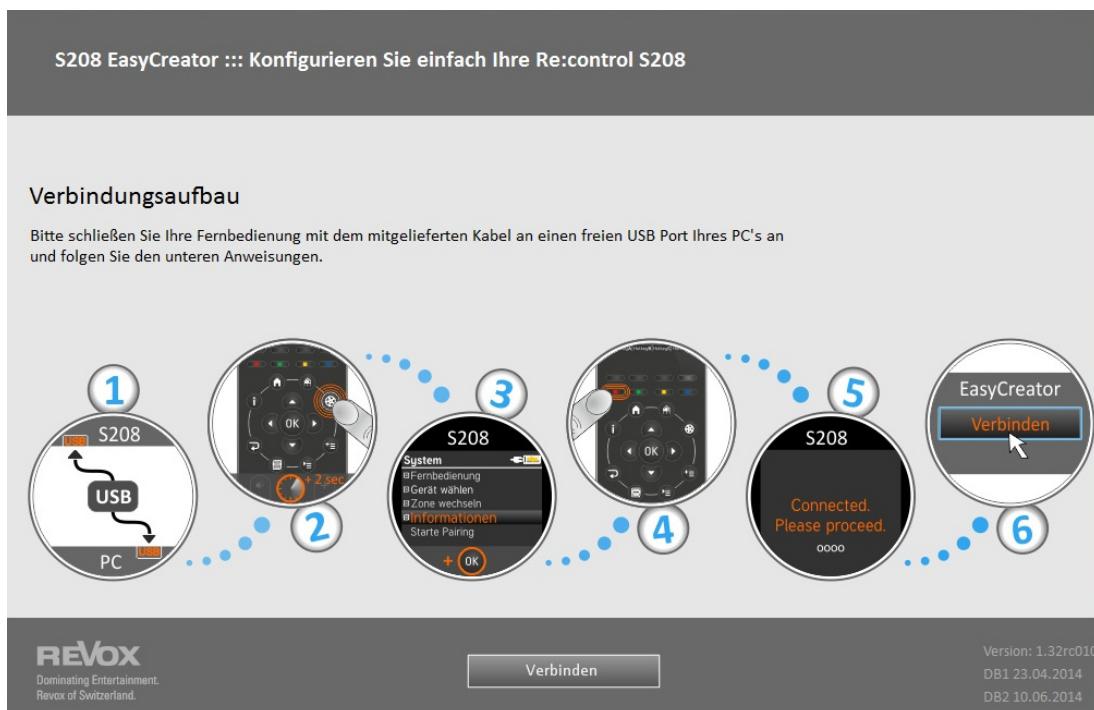 S208 EasyCreator ::: Konfigurieren Sie einfach Ihre Re:control S208
Verbindungsaufbau
Bitte schließen Sie Ihre Fernbedienung mit dem mitgelieferten Kabel an einen freien USB Port Ihres PC's an
und folgen Sie den unteren Anweisungen.
1
S208
USB
USB
USB
PC
i
OK
+ 2 sec
2
3
S208
System
Fernbedienung
Gerät wählen
Zone wechseln
Informationen
Starte Pairing
+ OK
i
OK
4
5
S208
Connected.
Please proceed.
oooo
EasyCreator
Verbinden
6
REVOX
Dominating Entertainment.
Revox of Switzerland.
Verbinden
Version: 1.32rc010
DB1 23.04.2014
DB2 10.06.2014